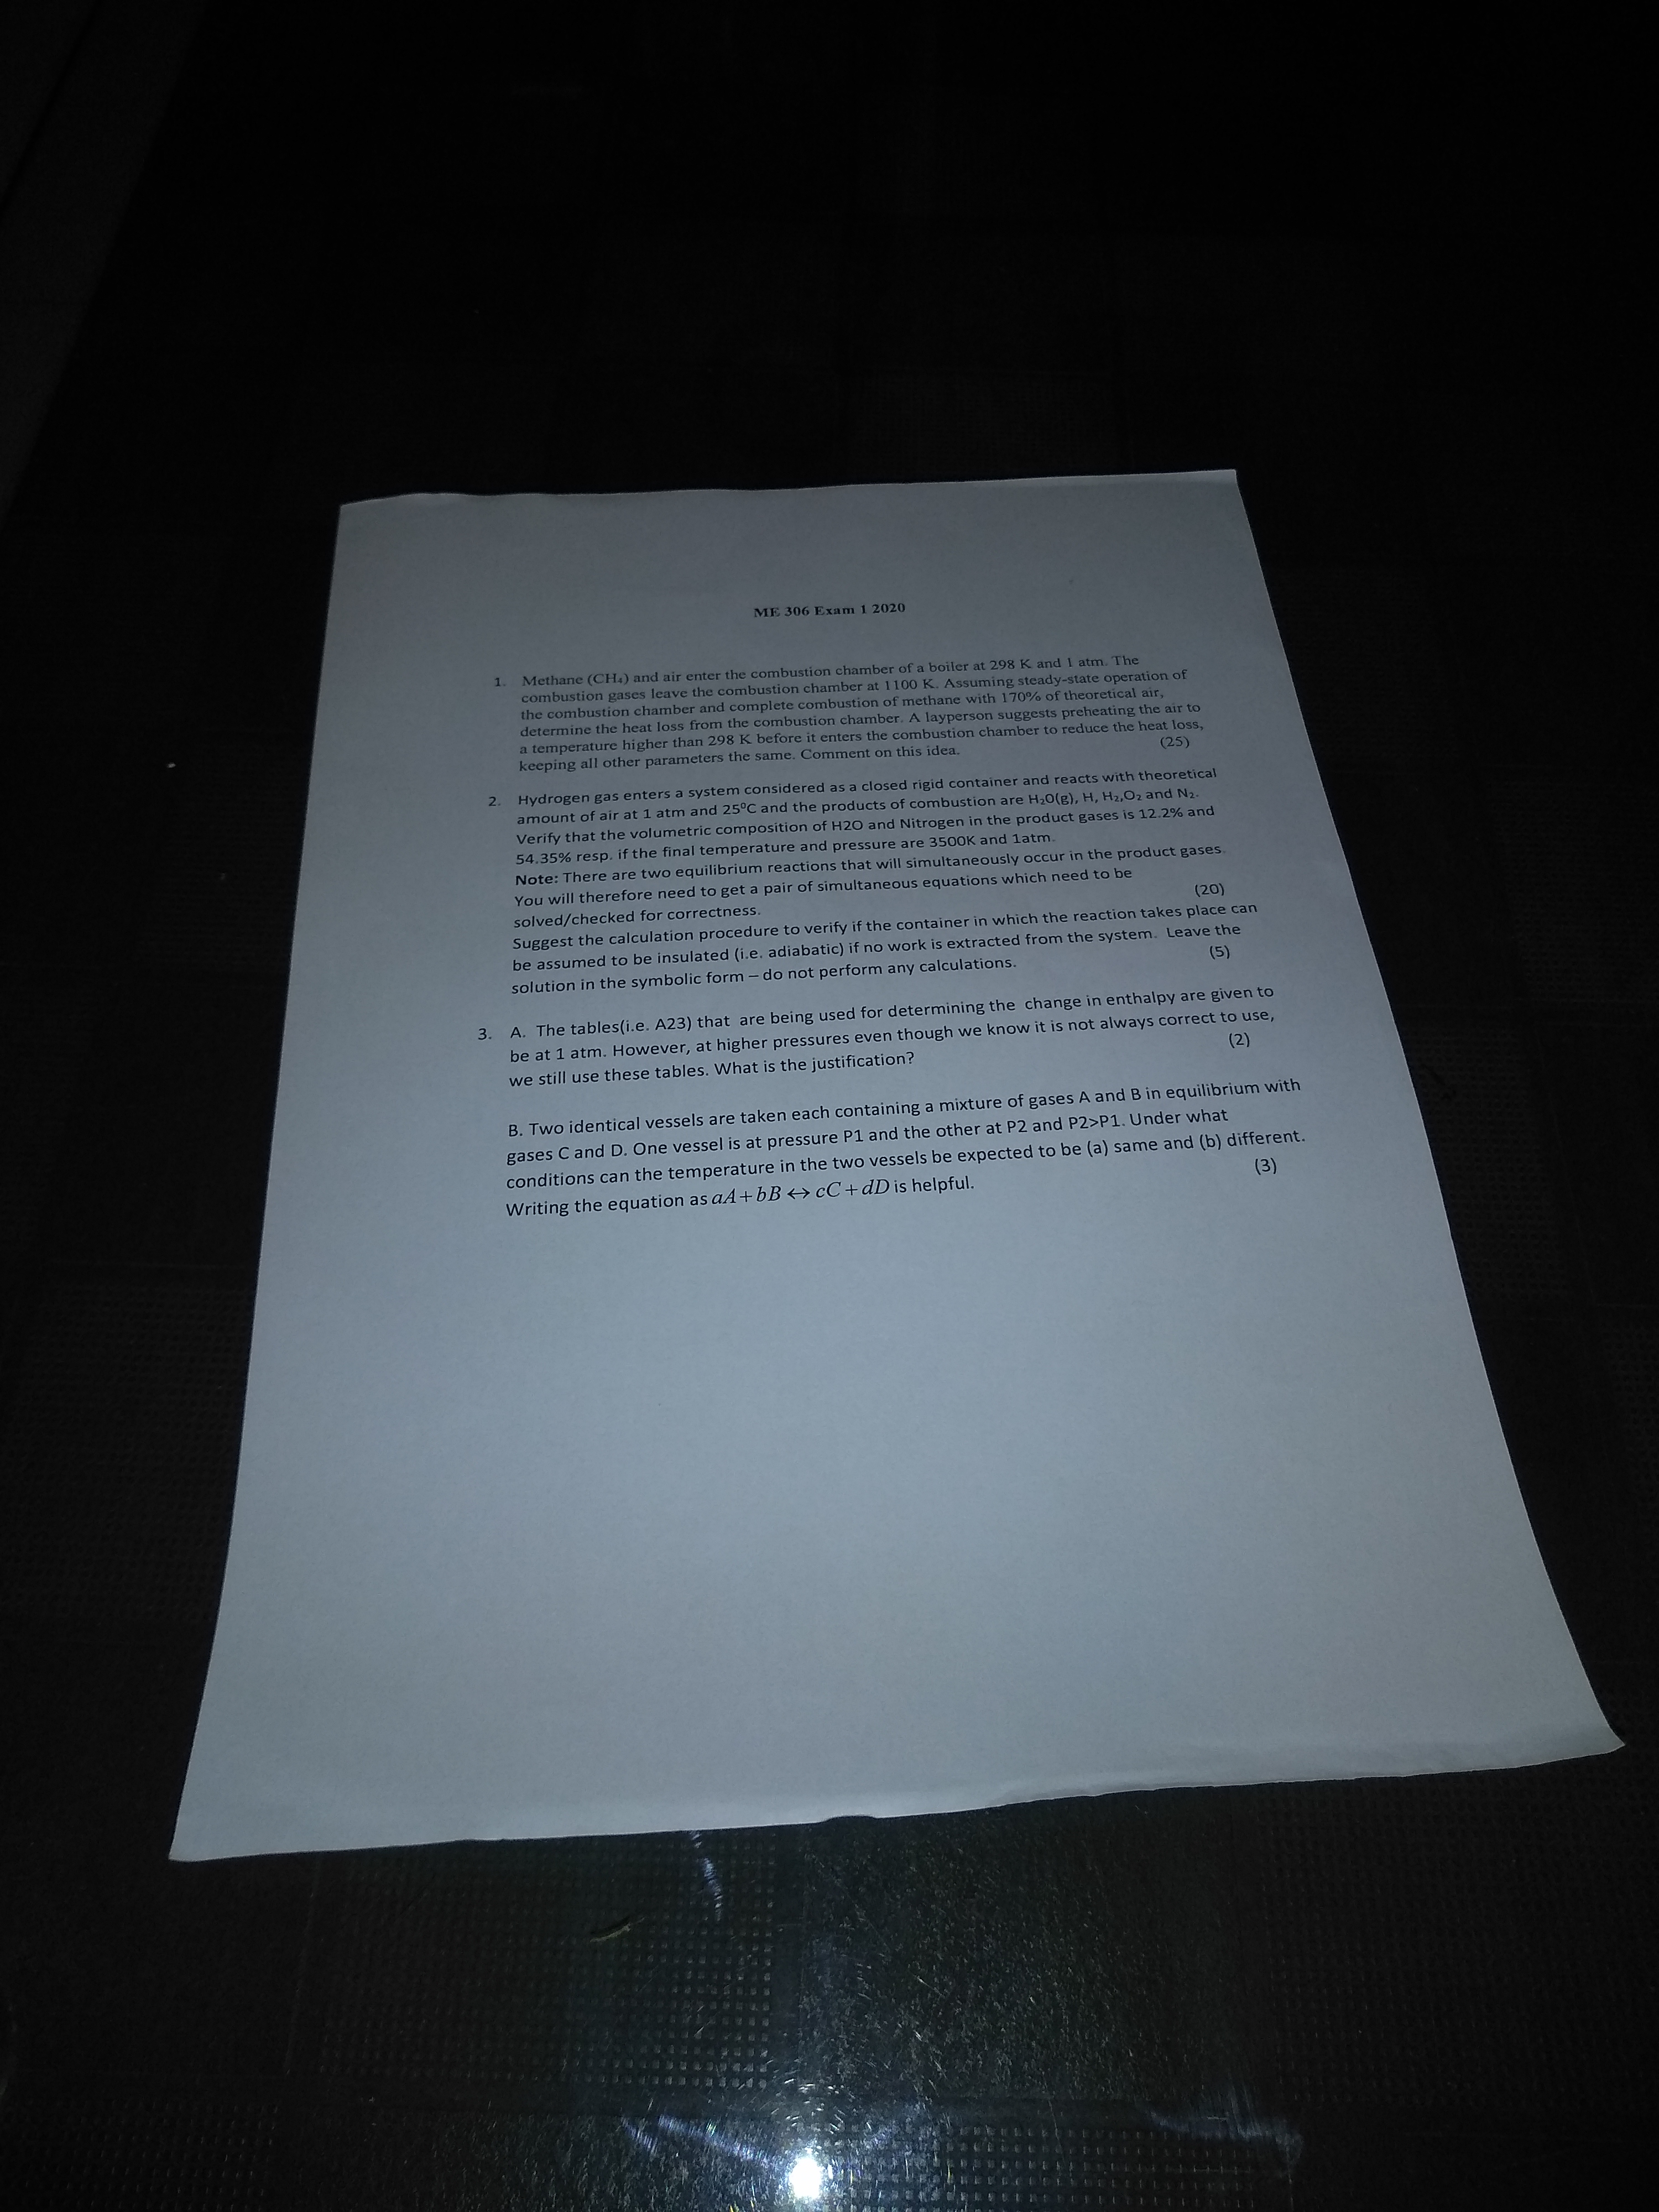 ME 306 Exam 1 2020
1. Methane (CH₄) and air enter the combustion chamber of a boiler at 298 K and 1 atm. The
combustion gases leave the combustion chamber at 1100 K. Assuming steady-state operation of
the combustion chamber and complete combustion of methane with 170% of theoretical air,
determine the heat loss from the combustion chamber. A layperson suggests preheating the air to
a temperature higher than 298 K before it enters the combustion chamber to reduce the heat loss,
keeping all other parameters the same. Comment on this idea. (25)
2. Hydrogen gas enters a system considered as a closed rigid container and reacts with theoretical
amount of air at 1 atm and 25⁰C and the products of combustion are H₂0(g), H, H₂,O₂ and N₂.
Verify that the volumetric composition of H2O and Nitrogen in the product gases is 12.2% and
54.35% resp. if the final temperature and pressure are 3500K and 1atm.
Note: There are two equilibrium reactions that will simultaneously occur in the product gases.
You will therefore need to get a pair of simultaneous equations which need to be
solved/checked for correctness. (20)
Suggest the calculation procedure to verify if the container in which the reaction takes place can
be assumed to be insulated (i.e. adiabatic) if no work is extracted from the system. Leave the
solution in the symbolic form – do not perform any calculations. (5)
3. A. The tables(i.e. A23) that are being used for determining the change in enthalpy are given to
be at 1 atm. However, at higher pressures even though we know it is not always correct to use,
we still use these tables. What is the justification? (2)
B. Two identical vessels are taken each containing a mixture of gases A and B in equilibrium with
gases C and D. One vessel is at pressure P1 and the other at P2 and P2>P1. Under what
conditions can the temperature in the two vessels be expected to be (a) same and (b) different.
Writing the equation as aA+bB↔cC+dD is helpful. (3)